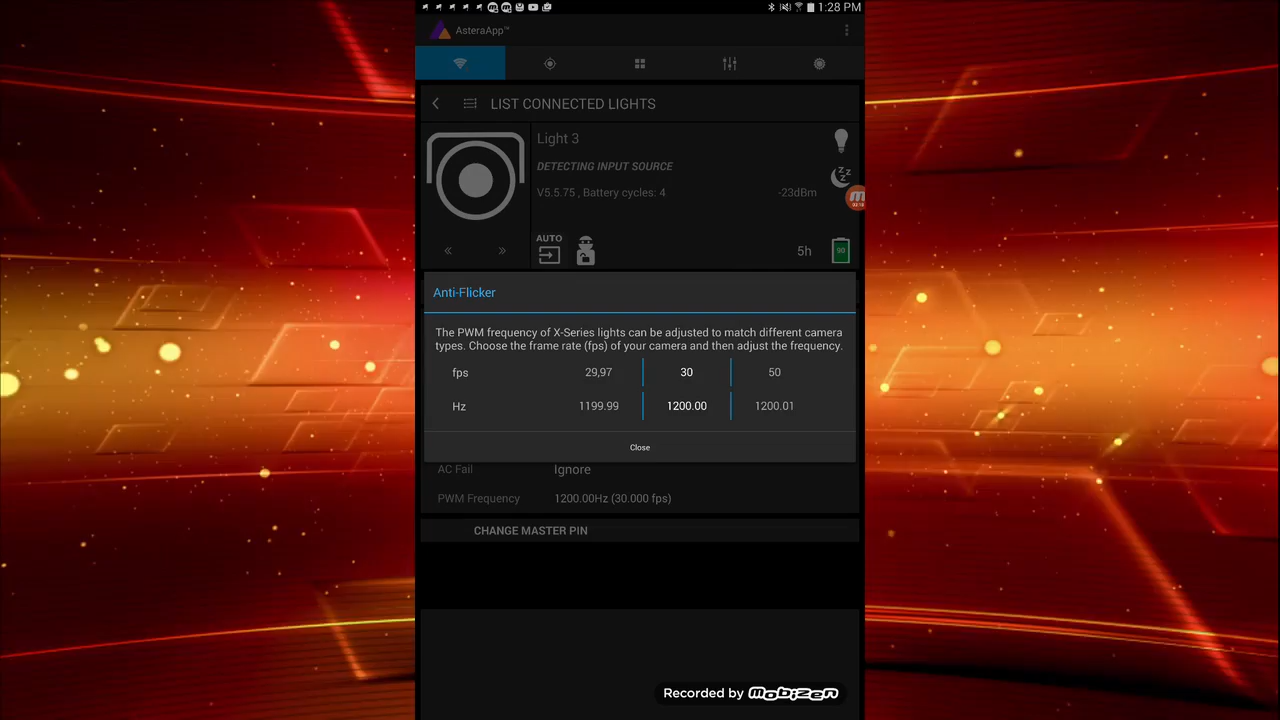 1:28 PM
AsteraApp™
LIST CONNECTED LIGHTS
Light 3
DETECTING INPUT SOURCE
V5.5.75 , Battery cycles: 4 -23dBm
AUTO
5h 90
Anti-Flicker
The PWM frequency of X-Series lights can be adjusted to match different camera
types. Choose the frame rate (fps) of your camera and then adjust the frequency.
fps 29,97 30 50
Hz 1199.99 1200.00 1200.01
Close
AC Fail Ignore
PWM Frequency 1200.00Hz (30.000 fps)
CHANGE MASTER PIN
Recorded by mobizen